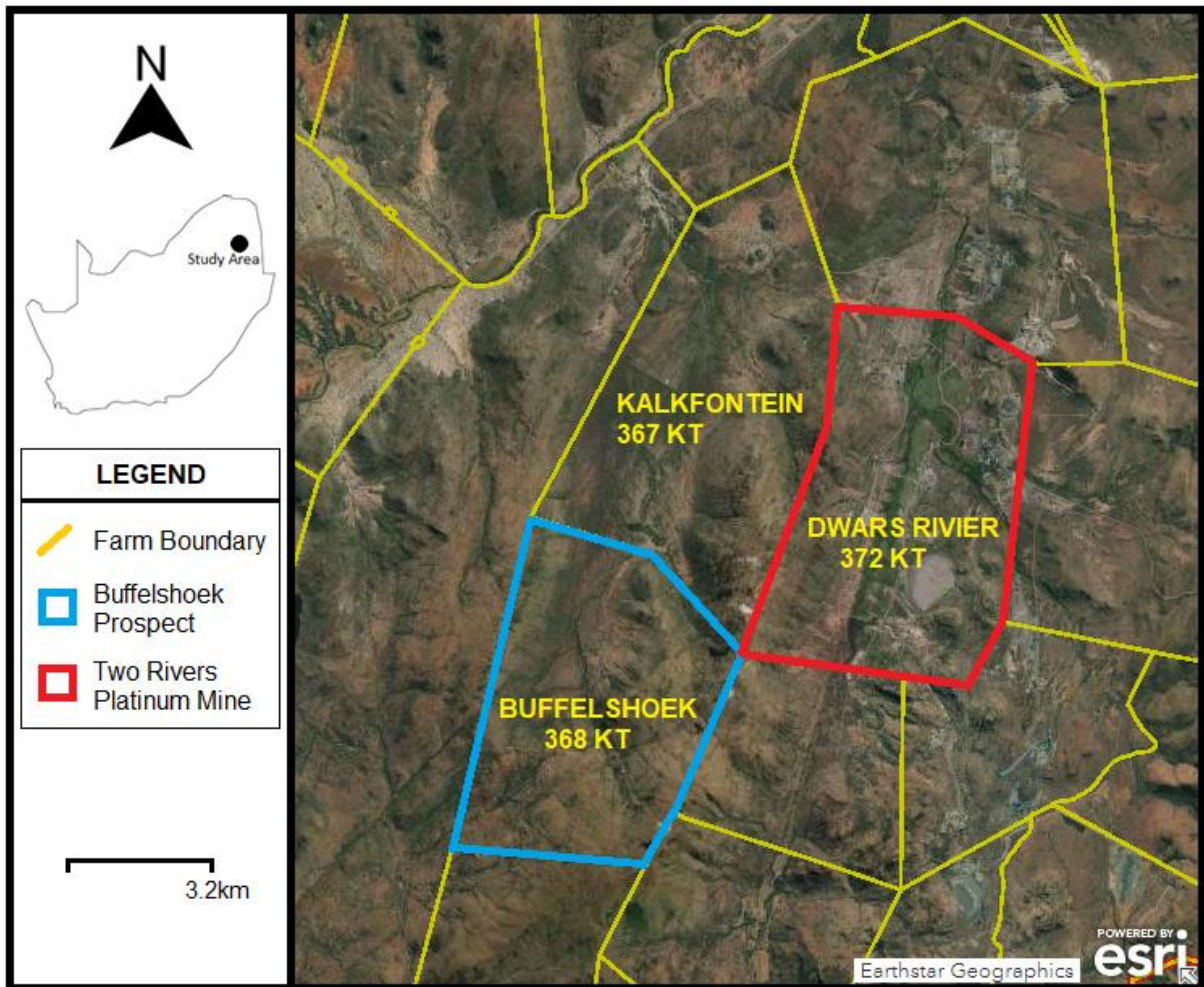 N
Study Area
LEGEND
Farm Boundary
Buffelshoek
Prospect
Two Rivers
Platinum Mine
3.2km
KALKFONTEIN
367 KT
DWARS RIVIER
372 KT
BUFFELSHOEK
368 KT
Earthstar Geographics
POWERED BY
esri